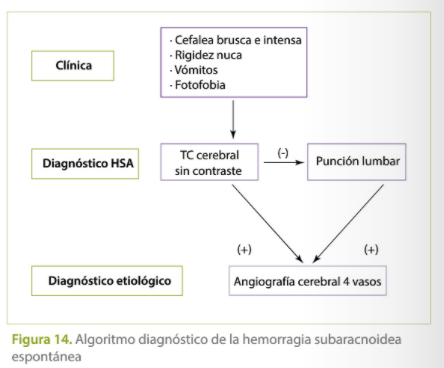 Clínica
· Cefalea brusca e intensa
· Rigidez nuca
· Vómitos
· Fotofobia
Diagnóstico HSA
TC cerebral
sin contraste
(-)
Punción lumbar
(+)
(+)
Diagnóstico etiológico
Angiografía cerebral 4 vasos
Figura 14. Algoritmo diagnóstico de la hemorragia subaracnoidea
espontánea